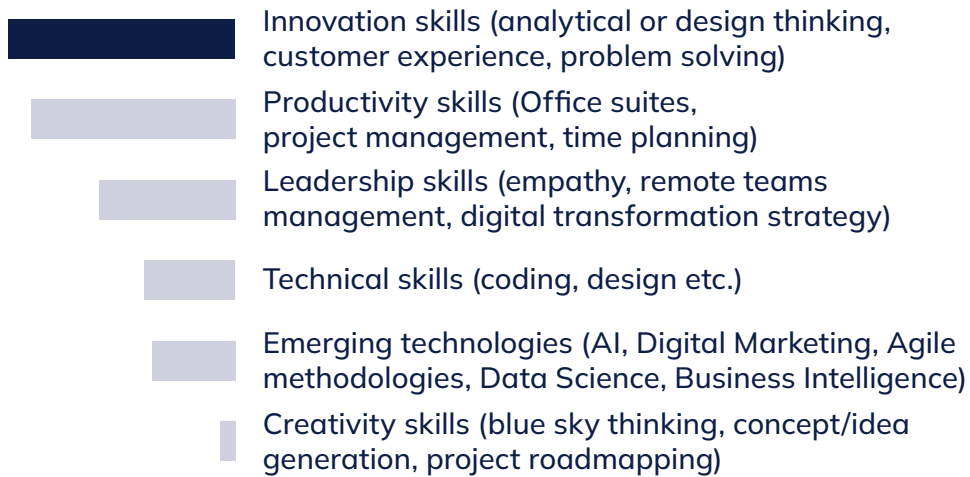 Innovation skills (analytical or design thinking,
customer experience, problem solving)
Productivity skills (Office suites,
project management, time planning)
Leadership skills (empathy, remote teams
management, digital transformation strategy)
Technical skills (coding, design etc.)
Emerging technologies (AI, Digital Marketing, Agile
methodologies, Data Science, Business Intelligence)
Creativity skills (blue sky thinking, concept/idea
generation, project roadmapping)